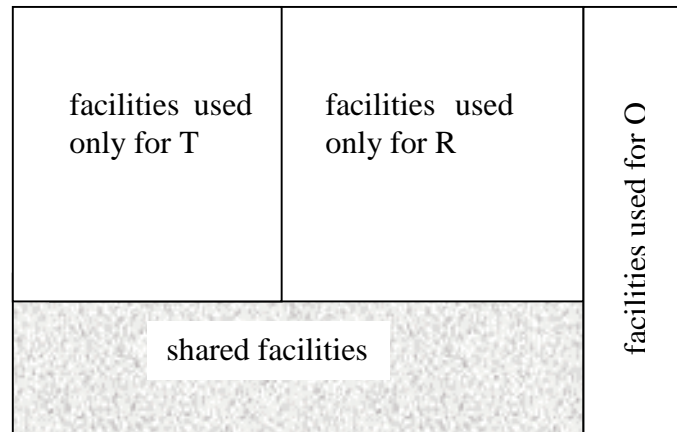 facilities used
only for T
facilities used
only for R
facilities used for O
shared facilities